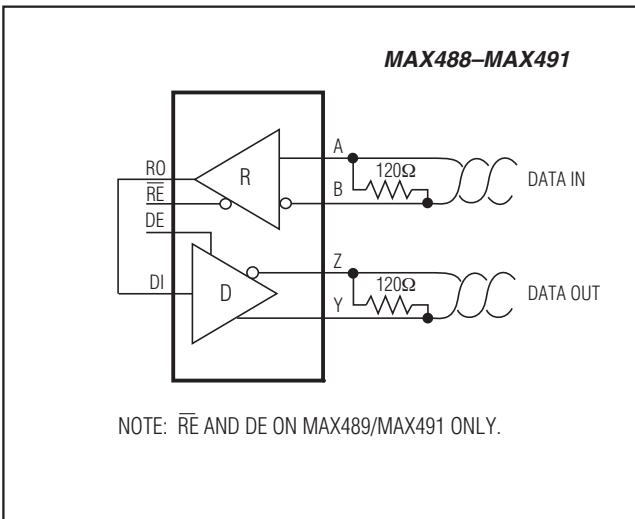 MAX488–MAX491
A
RO
R
120Ω
DATA IN
RE
B
DE
Z
DI
D
120Ω
DATA OUT
Y
NOTE: RE AND DE ON MAX489/MAX491 ONLY.